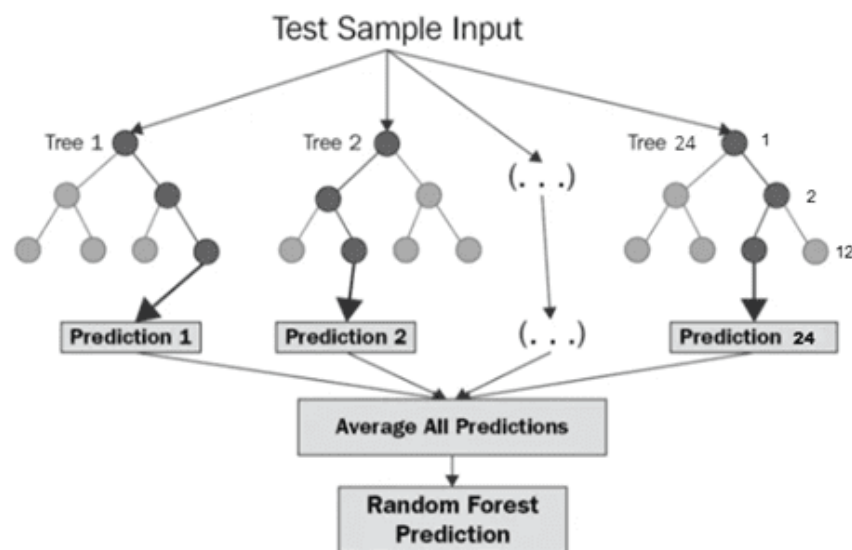 Test Sample Input
Tree 1
Tree 2
Tree 24
1
(. . .)
2
12
Prediction 1
Prediction 2
(. . .)
Prediction 24
Average All Predictions
Random Forest
Prediction